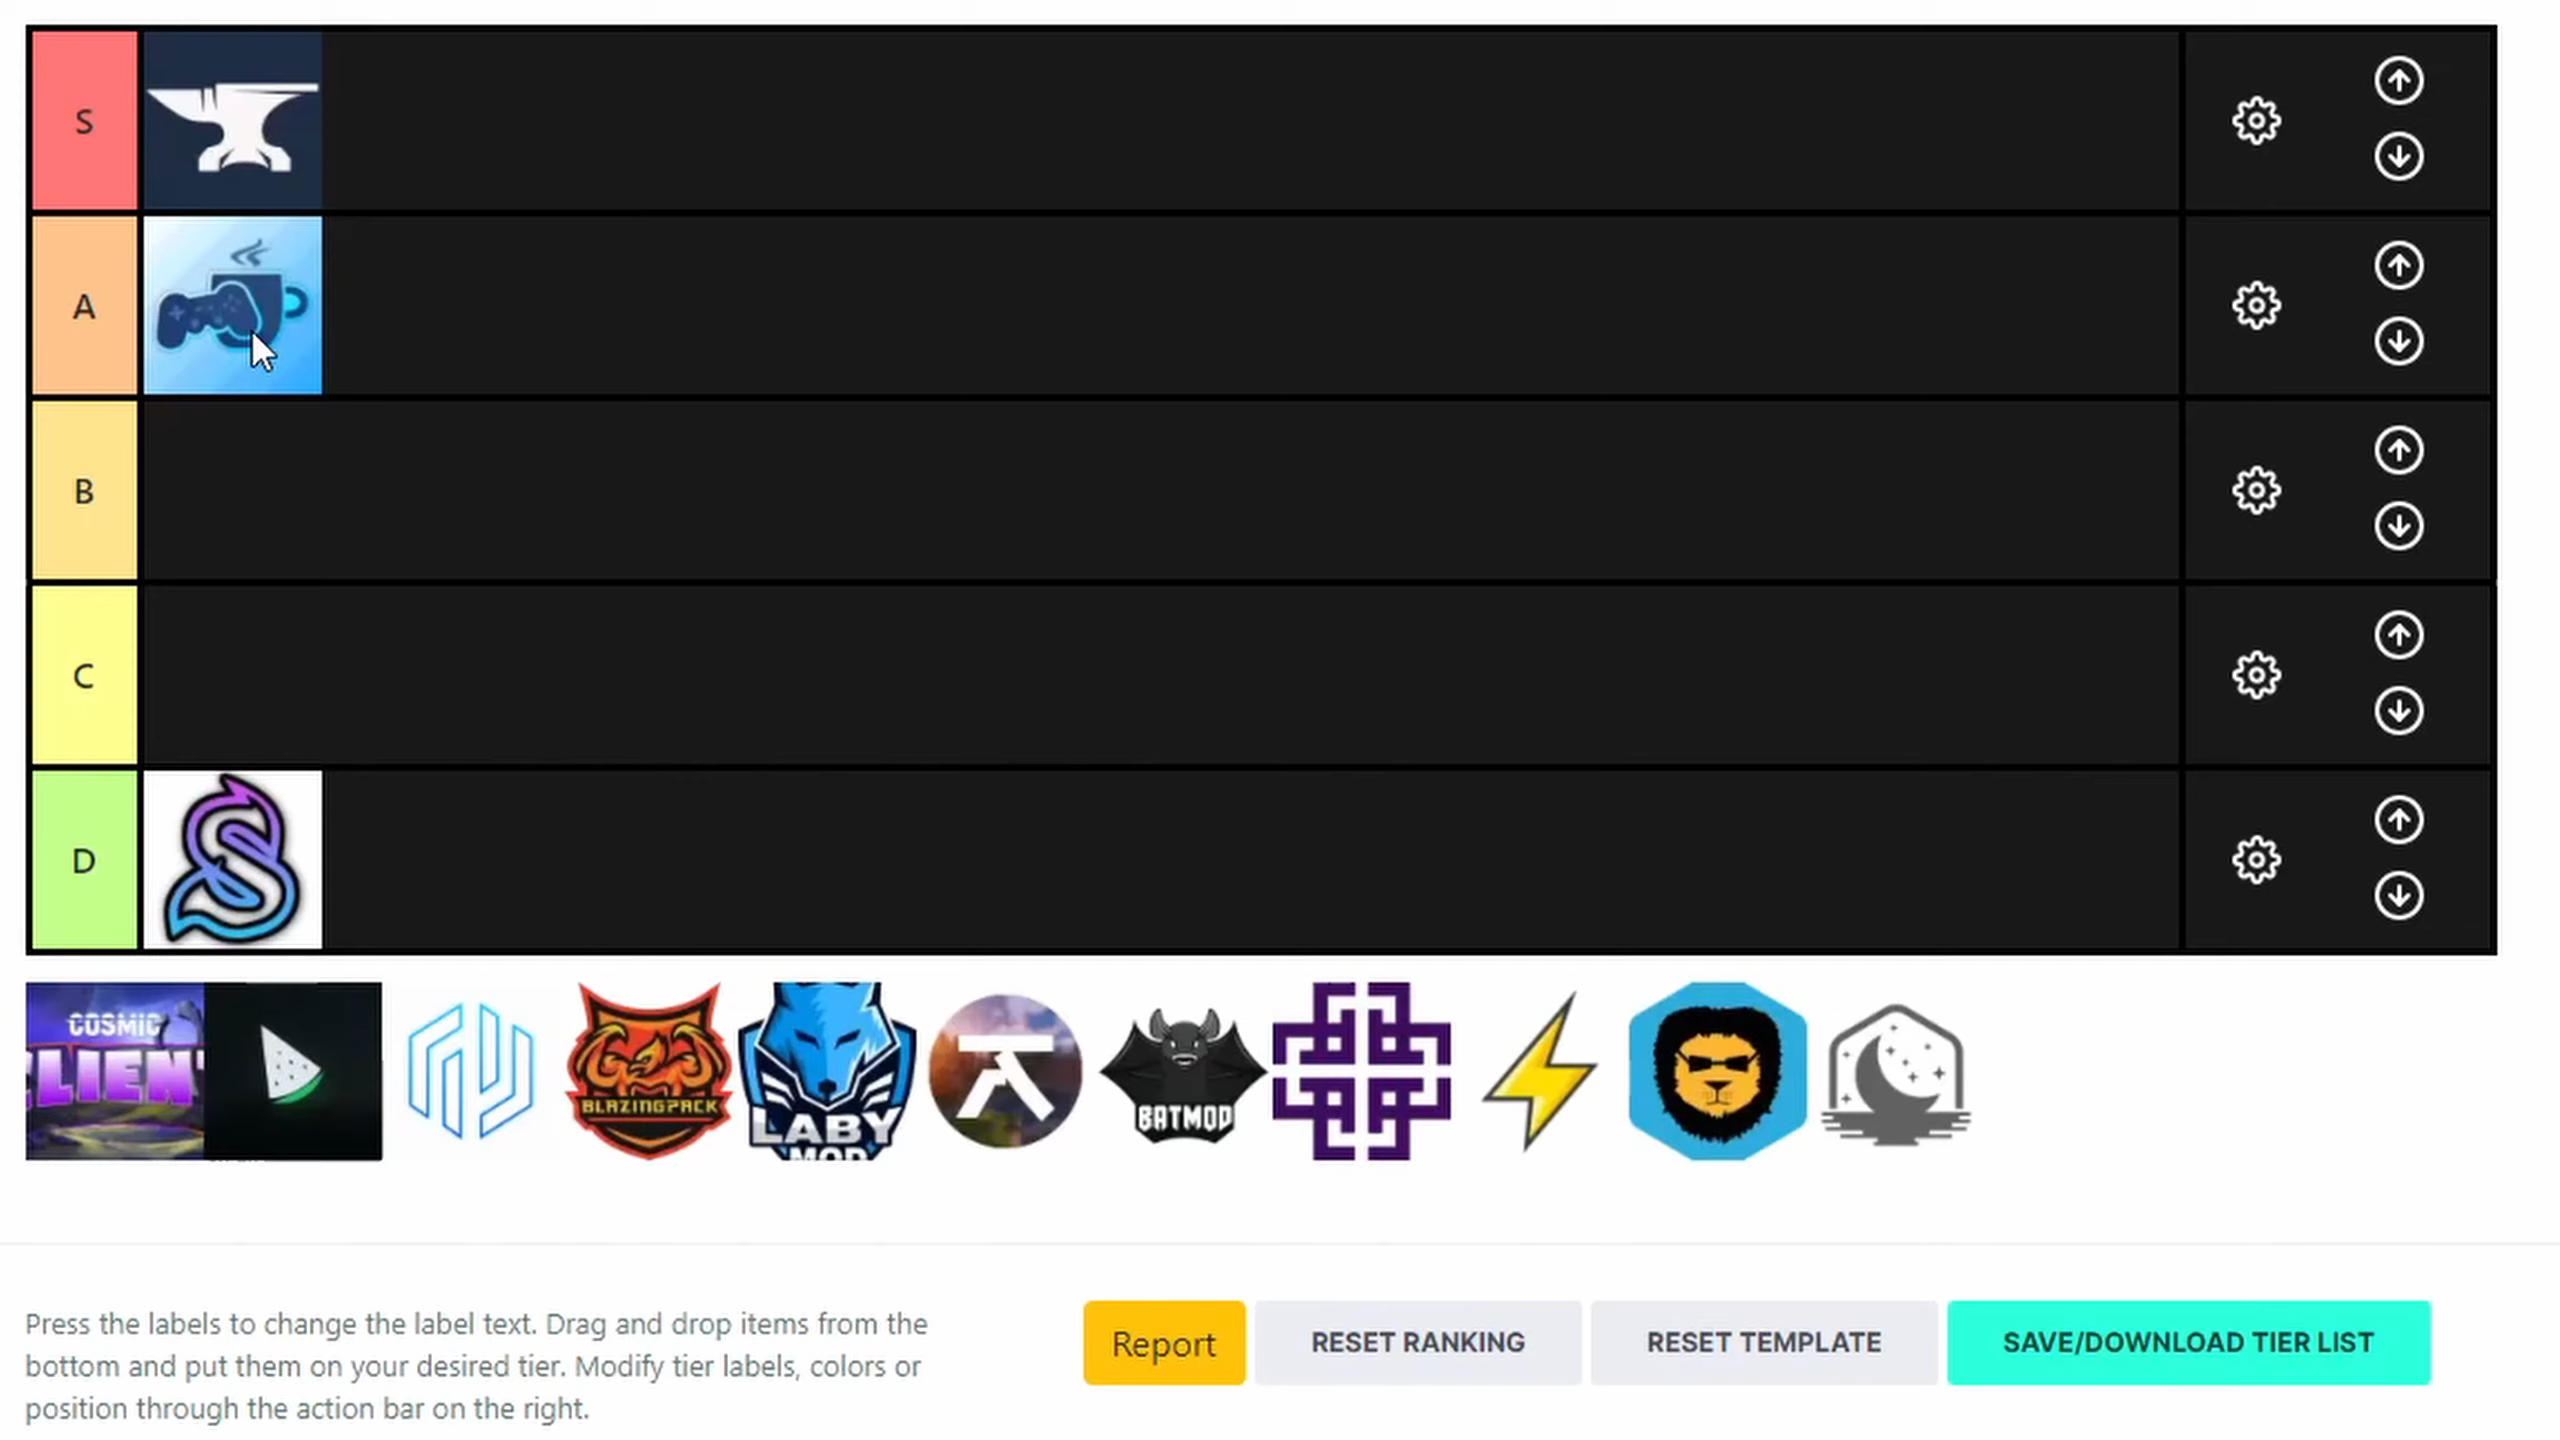 S
A
B
C
D
COSMIC
CLIENT
BLAZINGPACK
LABY
MOD
BATMOD
Press the labels to change the label text. Drag and drop items from the
bottom and put them on your desired tier. Modify tier labels, colors or
position through the action bar on the right.
Report
RESET RANKING
RESET TEMPLATE
SAVE/DOWNLOAD TIER LIST